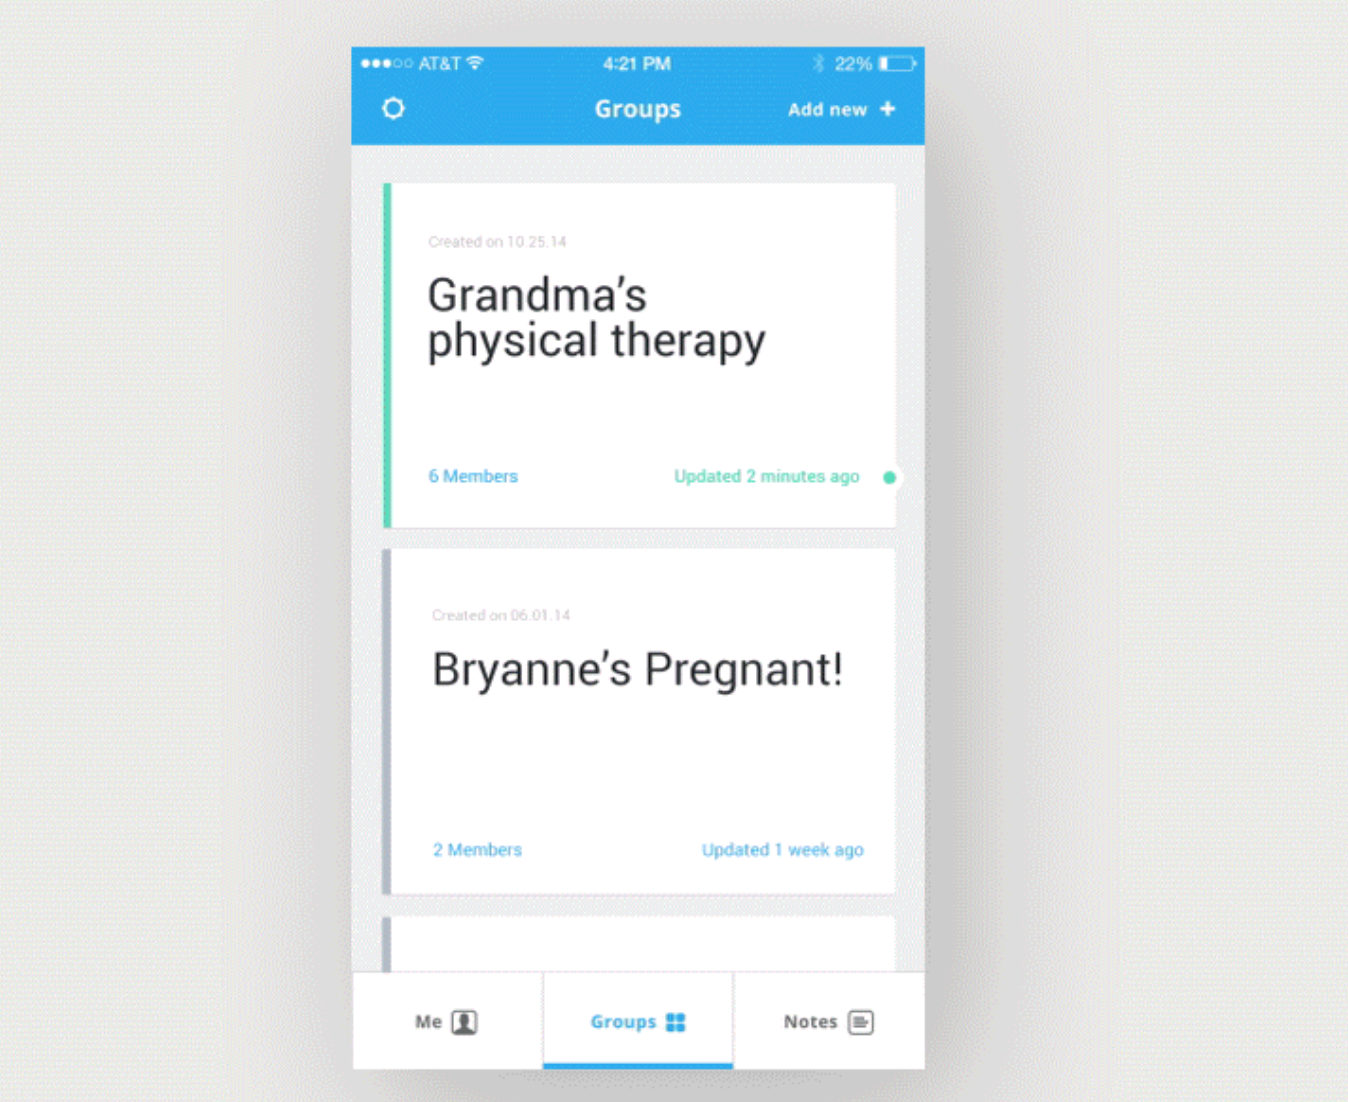 AT&T 4:21 PM 22%
Groups Add new +
Created on 10.25.14
Grandma's
physical therapy
6 Members Updated 2 minutes ago
Created on 06.01.14
Bryanne's Pregnant!
2 Members Updated 1 week ago
Me Groups Notes